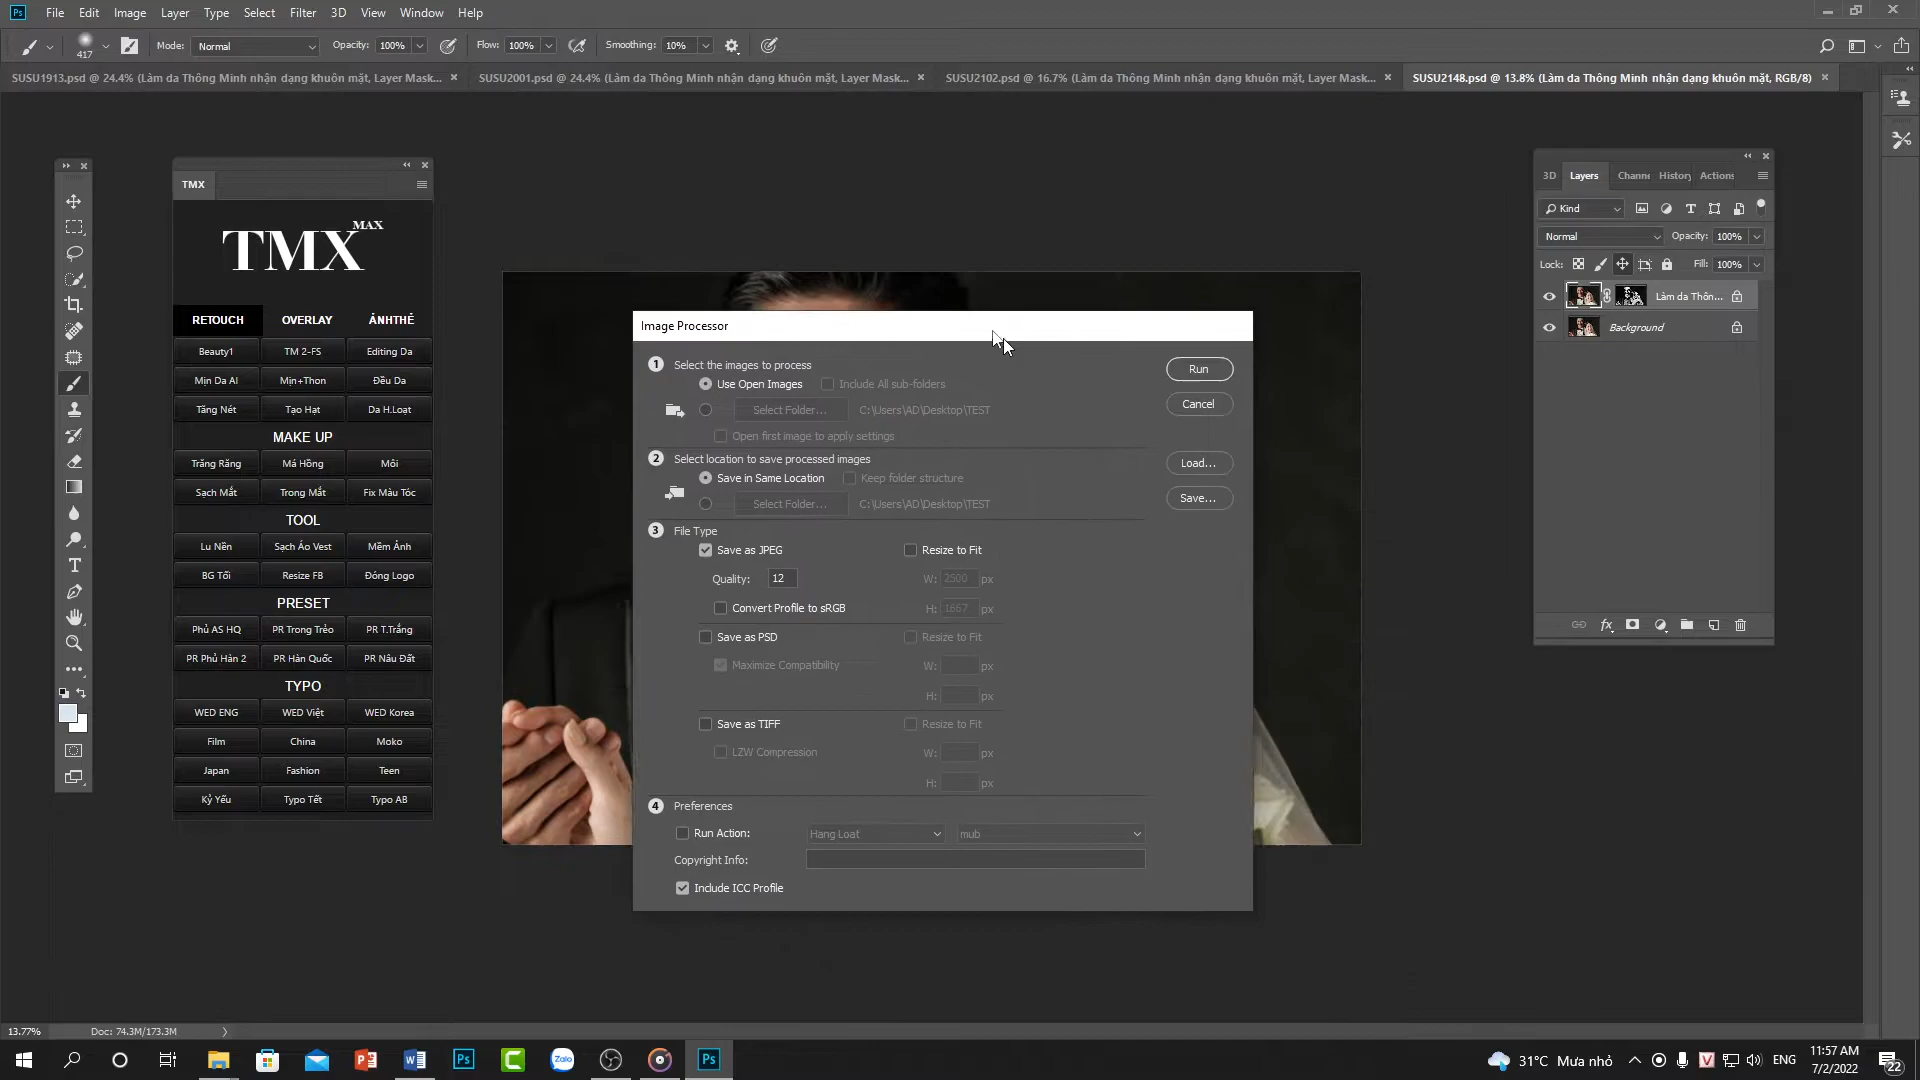 Ps File Edit Image Layer Type Select Filter 3D View Window Help
417 Mode: Normal Opacity: 100% Flow: 100% Smoothing: 10%
SUSU1913.psd @ 24.4% (Làm da Thông Minh nhận dạng khuôn mặt, Layer Mask... × SUSU2001.psd @ 24.4% (Làm da Thông Minh nhận dạng khuôn mặt, Layer Mask... × SUSU2102.psd @ 16.7% (Làm da Thông Minh nhận dạng khuôn mặt, Layer Mask... × SUSU2148.psd @ 13.8% (Làm da Thông Minh nhận dạng khuôn mặt, RGB/8) ×
TMX
TMX MAX
RETOUCH OVERLAY ẢNHTHẺ
Beauty1 TM 2-FS Editing Da
Mịn Da AI Mịn+Thon Đều Da
Tăng Nét Tạo Hạt Da H.Loạt
MAKE UP
Trắng Răng Má Hồng Môi
Sạch Mắt Trong Mắt Fix Màu Tóc
TOOL
Lu Nền Sạch Áo Vest Mềm Ảnh
BG Tối Resize FB Đóng Logo
PRESET
Phủ AS HQ PR Trong Trẻo PR T.Trắng
PR Phủ Hàn 2 PR Hàn Quốc PR Nâu Đất
TYPO
WED ENG WED Việt WED Korea
Film China Moko
Japan Fashion Teen
Kỷ Yếu Typo Tết Typo AB
Image Processor
1 Select the images to process
Use Open Images Include All sub-folders
Select Folder... C:\Users\AD\Desktop\TEST
Open first image to apply settings
2 Select location to save processed images
Save in Same Location Keep folder structure
Select Folder... C:\Users\AD\Desktop\TEST
3 File Type
Save as JPEG Resize to Fit
Quality: 12 W: 2500 px
Convert Profile to sRGB H: 1667 px
Save as PSD Resize to Fit
Maximize Compatibility W: px
H: px
Save as TIFF Resize to Fit
LZW Compression W: px
H: px
4 Preferences
Run Action: Hang Loat mub
Copyright Info:
Include ICC Profile
Run
Cancel
Load...
Save...
3D Layers Channe History Actions
Kind
Normal Opacity: 100%
Lock: Fill: 100%
Làm da Thôn...
Background
fx
13.77% Doc: 74.3M/173.3M
Zalo
31°C Mưa nhỏ ENG 11:57 AM
7/2/2022
22